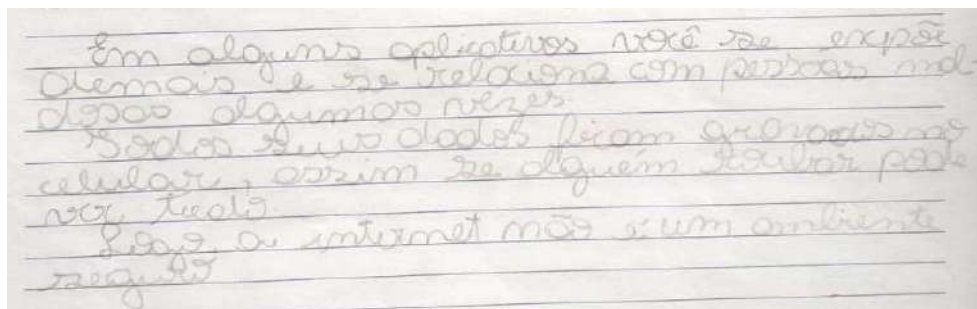 Em alguns aplicativos você se expõe
demais e se relaciona com pessoas mal-
dosas algumas vezes.
Todos seus dados ficam gravados no
celular, assim se alguém roubar pode
ver tudo.
Logo a internet não é um ambiente
seguro